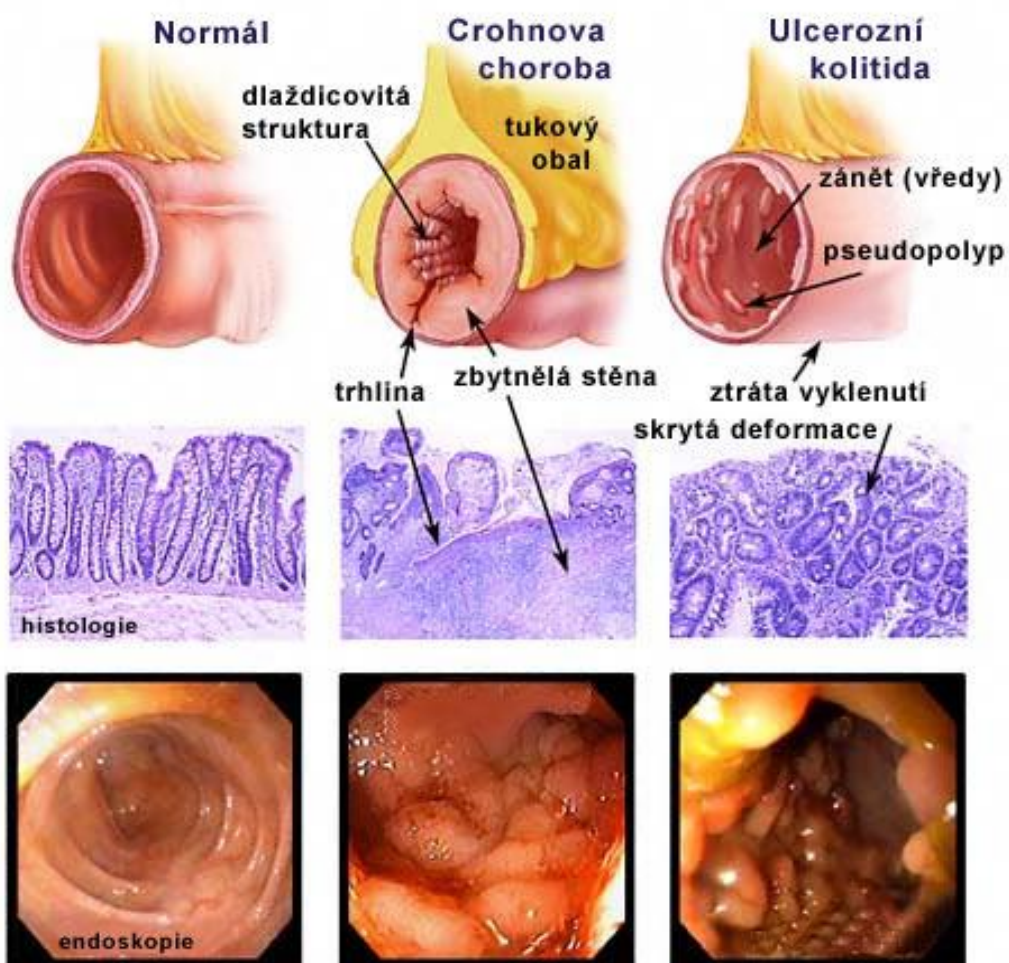 Normál
Crohnova
choroba
Ulcerozní
kolitida
dlaždicovitá
struktura
tukový
obal
zánět (vředy)
pseudopolyp
trhlina
zbytnělá stěna
ztráta vyklenutí
skrytá deformace
histologie
endoskopie